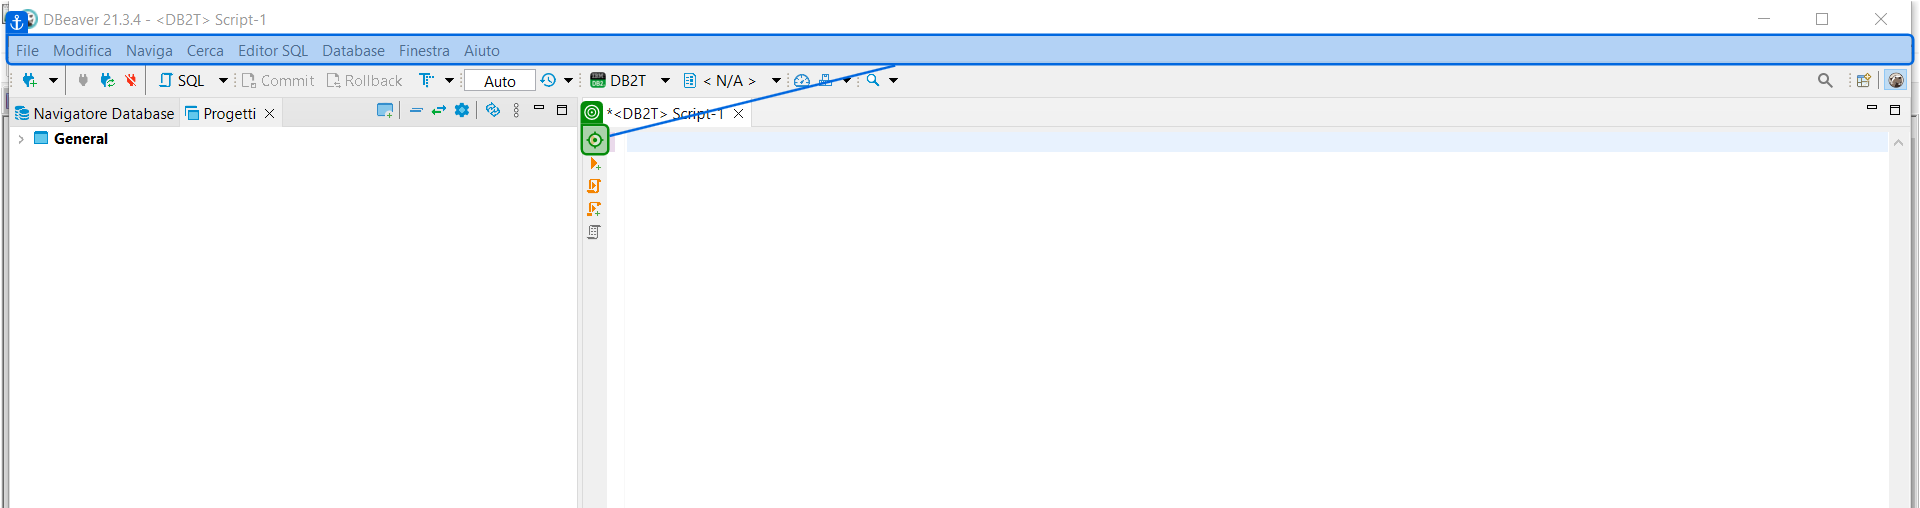 DBeaver 21.3.4 - <DB2T> Script-1
File Modifica Naviga Cerca Editor SQL Database Finestra Aiuto
SQL Commit Rollback Auto DB2T < N/A >
Navigatore Database Progetti *<DB2T> Script-1
General